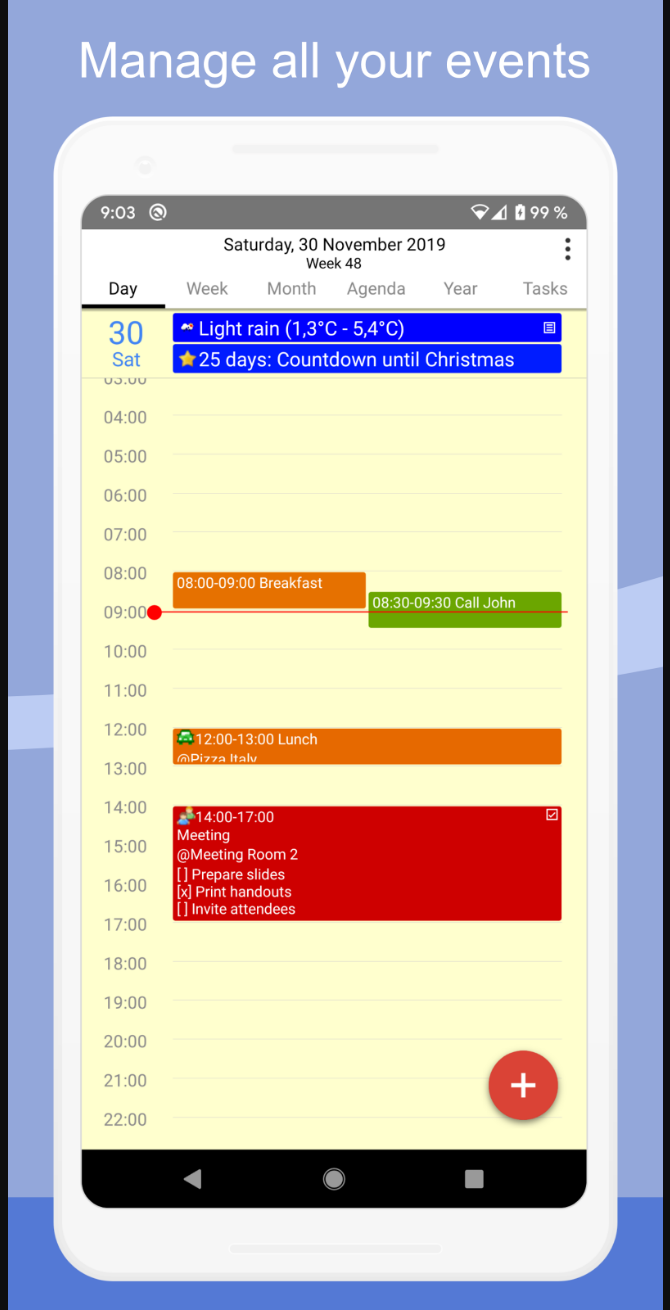 Manage all your events
9:03 99 %
Saturday, 30 November 2019
Week 48
Day Week Month Agenda Year Tasks
30
Sat
Light rain (1,3°C - 5,4°C)
25 days: Countdown until Christmas
03:00
04:00
05:00
06:00
07:00
08:00
08:00-09:00 Breakfast
08:30-09:30 Call John
09:00
10:00
11:00
12:00
12:00-13:00 Lunch
@Pizza Italy
13:00
14:00
14:00-17:00
Meeting
15:00
@Meeting Room 2
[ ] Prepare slides
16:00
[x] Print handouts
[ ] Invite attendees
17:00
18:00
19:00
20:00
21:00
22:00